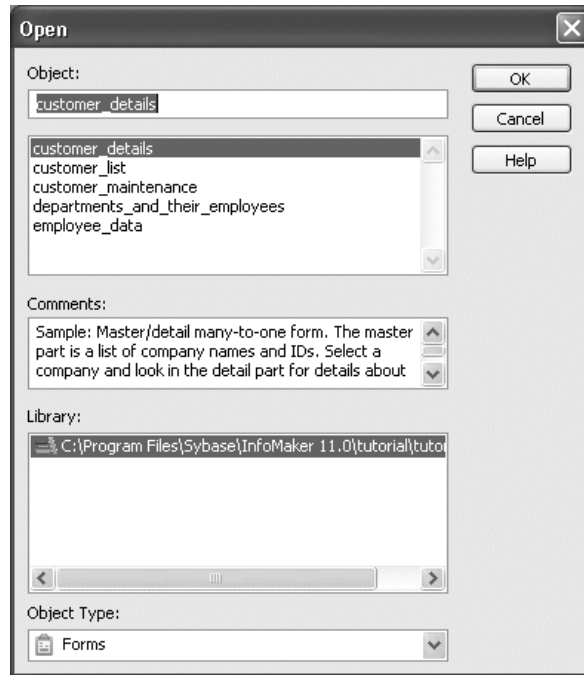 Open
Object:
customer_details
customer_details
customer_list
customer_maintenance
departments_and_their_employees
employee_data
Comments:
Sample: Master/detail many-to-one form. The master
part is a list of company names and IDs. Select a
company and look in the detail part for details about
Library:
C:\Program Files\Sybase\InfoMaker 11.0\tutorial\tutor
Object Type:
Forms
OK
Cancel
Help